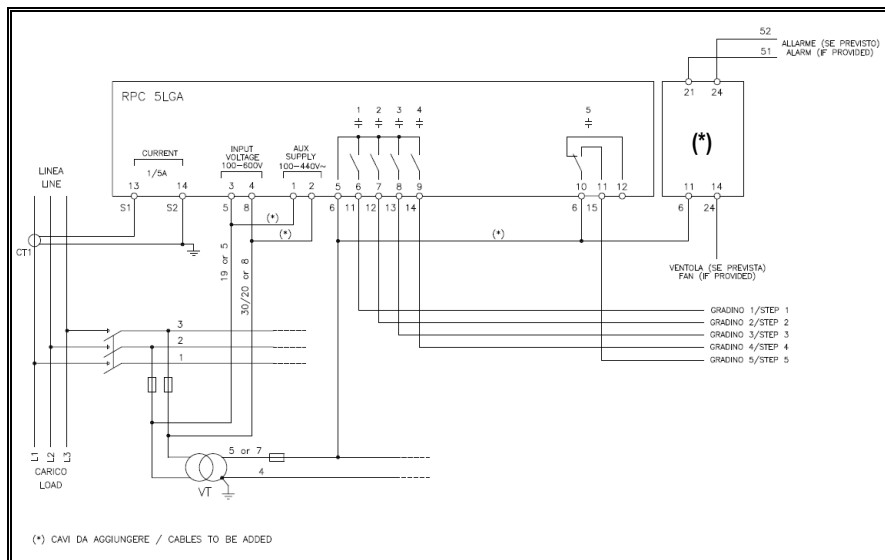 52
ALLARME (SE PREVISTO)
51
ALARM (IF PROVIDED)
RPC 5LGA
21 24
1 2 3 4 5
(*)
CURRENT
1/5A
INPUT
VOLTAGE
100-600V
AUX
SUPPLY
100-440V~
LINEA
LINE
13 14 3 4 1 2 5 6 7 8 9 10 11 12 11 14
S1 S2 5 8 6 11 12 13 14 6 15 6 24
(*)
(*)
(*)
CT1
19 or 5
30/20 or 8
VENTOLA (SE PREVISTA)
FAN (IF PROVIDED)
GRADINO 1/STEP 1
GRADINO 2/STEP 2
GRADINO 3/STEP 3
GRADINO 4/STEP 4
GRADINO 5/STEP 5
3
2
1
L1 L2 L3
CARICO
LOAD
5 or 7
4
VT
(*) CAVI DA AGGIUNGERE / CABLES TO BE ADDED